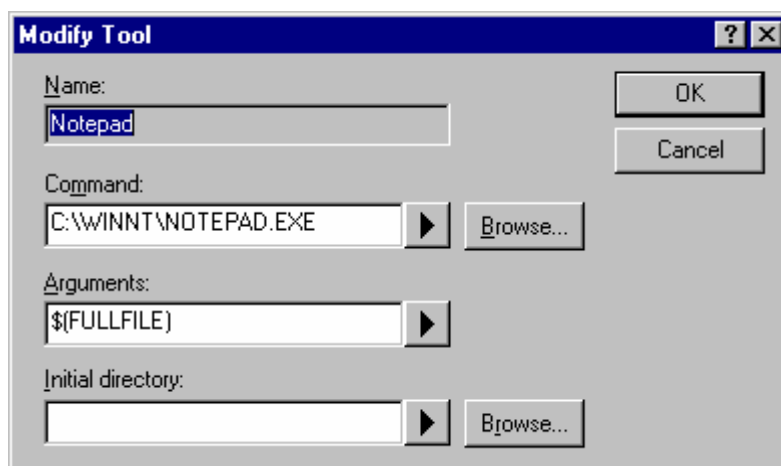 Modify Tool
Name:
Notepad
OK
Cancel
Command:
C:\WINNT\NOTEPAD.EXE
Browse...
Arguments:
$(FULLFILE)
Initial directory:
Browse...